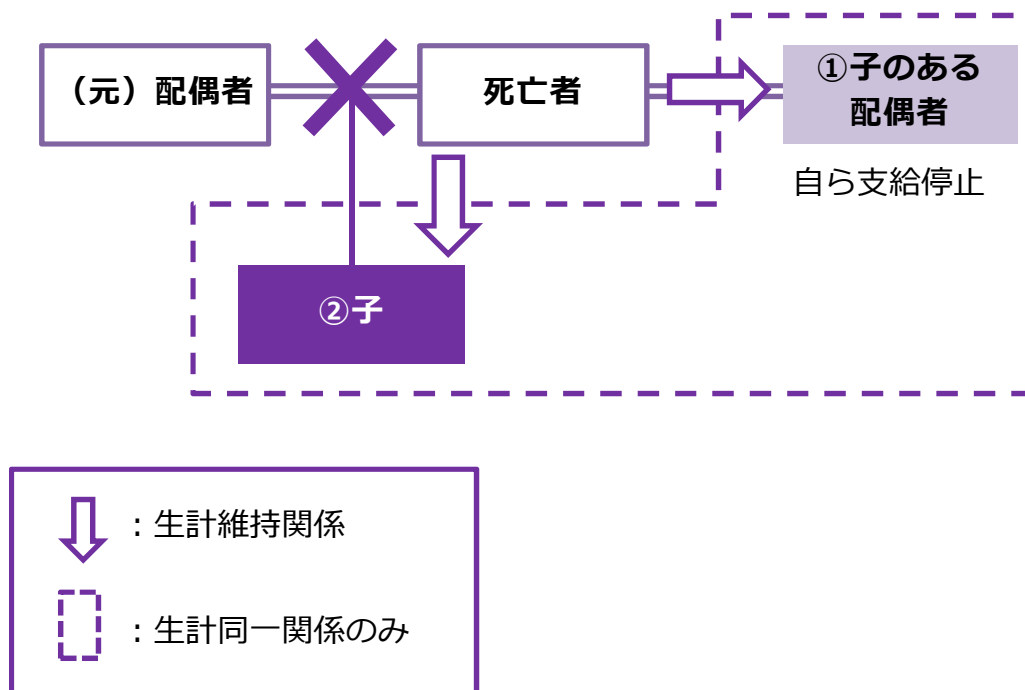 (元)配偶者
死亡者
①子のある
配偶者
自ら支給停止
②子
:生計維持関係
:生計同一関係のみ